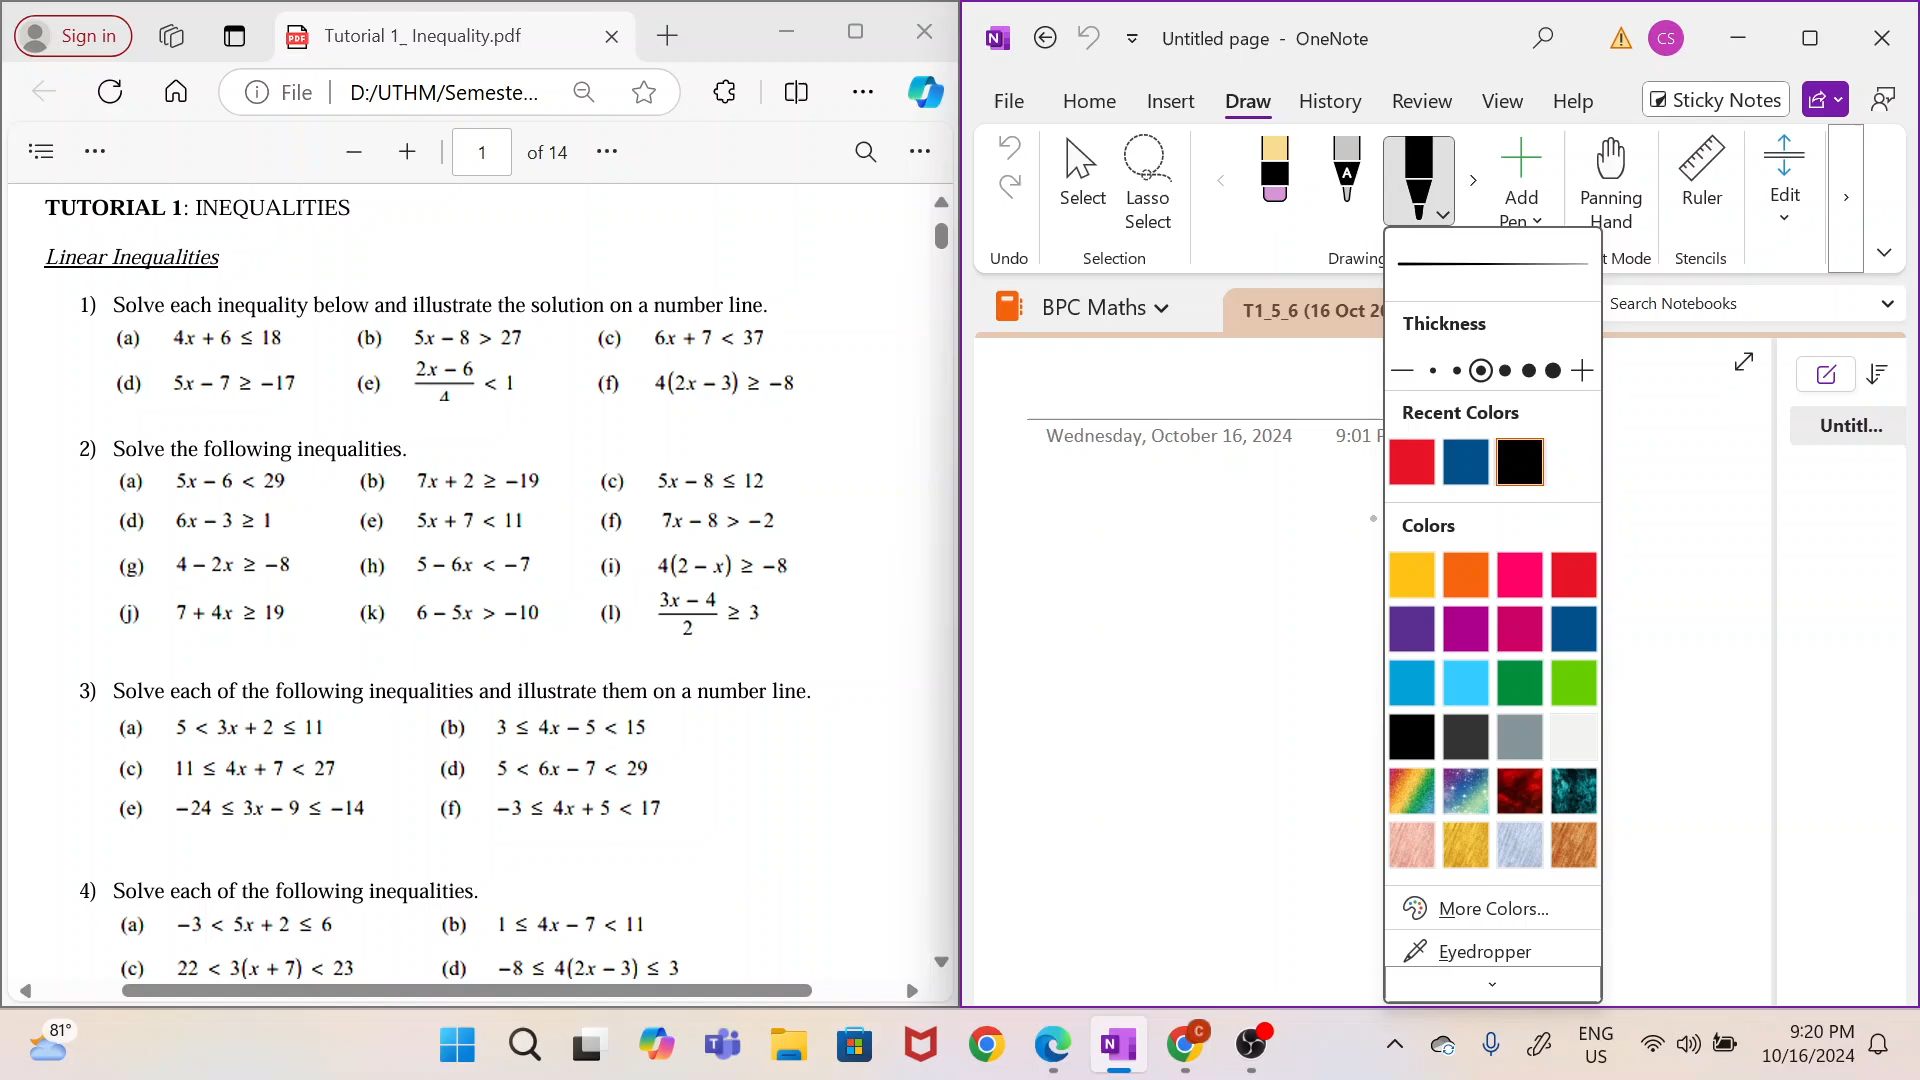 Sign in
Tutorial 1_ Inequality.pdf
File
D:/UTHM/Semeste...
1 of 14
TUTORIAL 1: INEQUALITIES
Linear Inequalities
1) Solve each inequality below and illustrate the solution on a number line.
(a) 4x + 6 ≤ 18 (b) 5x − 8 > 27 (c) 6x + 7 < 37
(d) 5x − 7 ≥ −17 (e) (2x − 6)/4 < 1 (f) 4(2x − 3) ≥ −8
2) Solve the following inequalities.
(a) 5x − 6 < 29 (b) 7x + 2 ≥ −19 (c) 5x − 8 ≤ 12
(d) 6x − 3 ≥ 1 (e) 5x + 7 < 11 (f) 7x − 8 > −2
(g) 4 − 2x ≥ −8 (h) 5 − 6x < −7 (i) 4(2 − x) ≥ −8
(j) 7 + 4x ≥ 19 (k) 6 − 5x > −10 (l) (3x − 4)/2 ≥ 3
3) Solve each of the following inequalities and illustrate them on a number line.
(a) 5 < 3x + 2 ≤ 11 (b) 3 ≤ 4x − 5 < 15
(c) 11 ≤ 4x + 7 < 27 (d) 5 < 6x − 7 < 29
(e) −24 ≤ 3x − 9 ≤ −14 (f) −3 ≤ 4x + 5 < 17
4) Solve each of the following inequalities.
(a) −3 < 5x + 2 ≤ 6 (b) 1 ≤ 4x − 7 < 11
(c) 22 < 3(x + 7) < 23 (d) −8 ≤ 4(2x − 3) ≤ 3
Untitled page - OneNote
CS
File Home Insert Draw History Review View Help
Sticky Notes
Select
Lasso Select
A
Add Pen
Panning Hand
Ruler
Edit
Undo
Selection
Drawing
t Mode
Stencils
BPC Maths
T1_5_6 (16 Oct 20
Search Notebooks
Wednesday, October 16, 2024 9:01 P
Untitl...
Thickness
Recent Colors
Colors
More Colors...
Eyedropper
81°
T
N
C
ENG
US
9:20 PM
10/16/2024